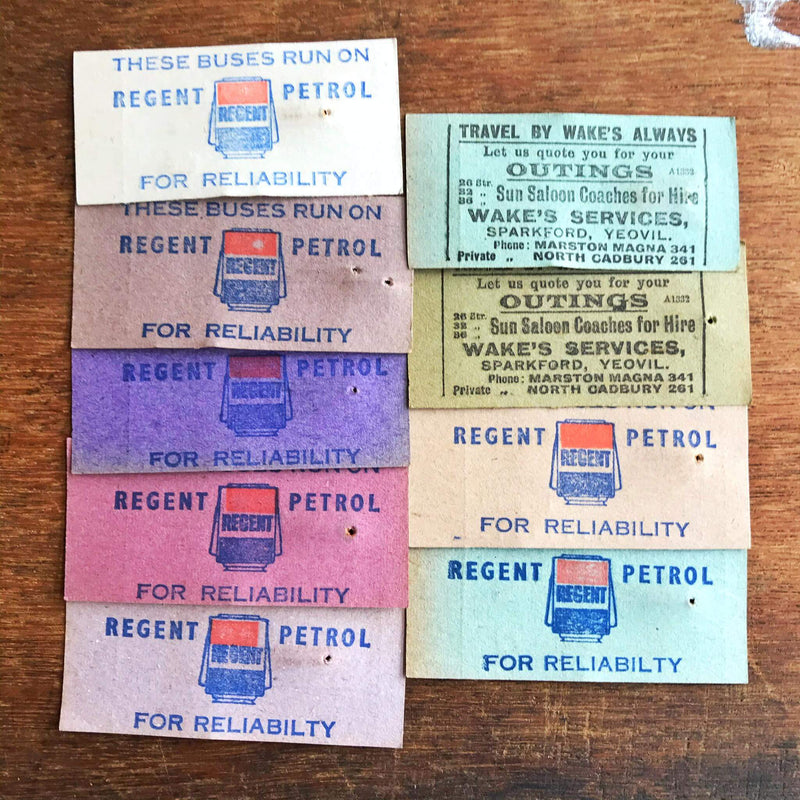 THESE BUSES RUN ON
REGENT PETROL
REGENT
FOR RELIABILITY
THESE BUSES RUN ON
REGENT PETROL
REGENT
FOR RELIABILITY
REGENT PETROL
REGENT
FOR RELIABILITY
REGENT PETROL
REGENT
FOR RELIABILITY
REGENT PETROL
REGENT
FOR RELIABILTY
TRAVEL BY WAKE'S ALWAYS
Let us quote you for your
OUTINGS A1332
26 Str.
32 „ Sun Saloon Coaches for Hire
36 „
WAKE'S SERVICES,
SPARKFORD, YEOVIL.
Phone: MARSTON MAGNA 341
Private „ NORTH CADBURY 261
Let us quote you for your
OUTINGS A1332
26 Str.
32 „ Sun Saloon Coaches for Hire
36 „
WAKE'S SERVICES,
SPARKFORD, YEOVIL.
Phone: MARSTON MAGNA 341
Private „ NORTH CADBURY 261
REGENT PETROL
REGENT
FOR RELIABILITY
REGENT PETROL
REGENT
FOR RELIABILTY